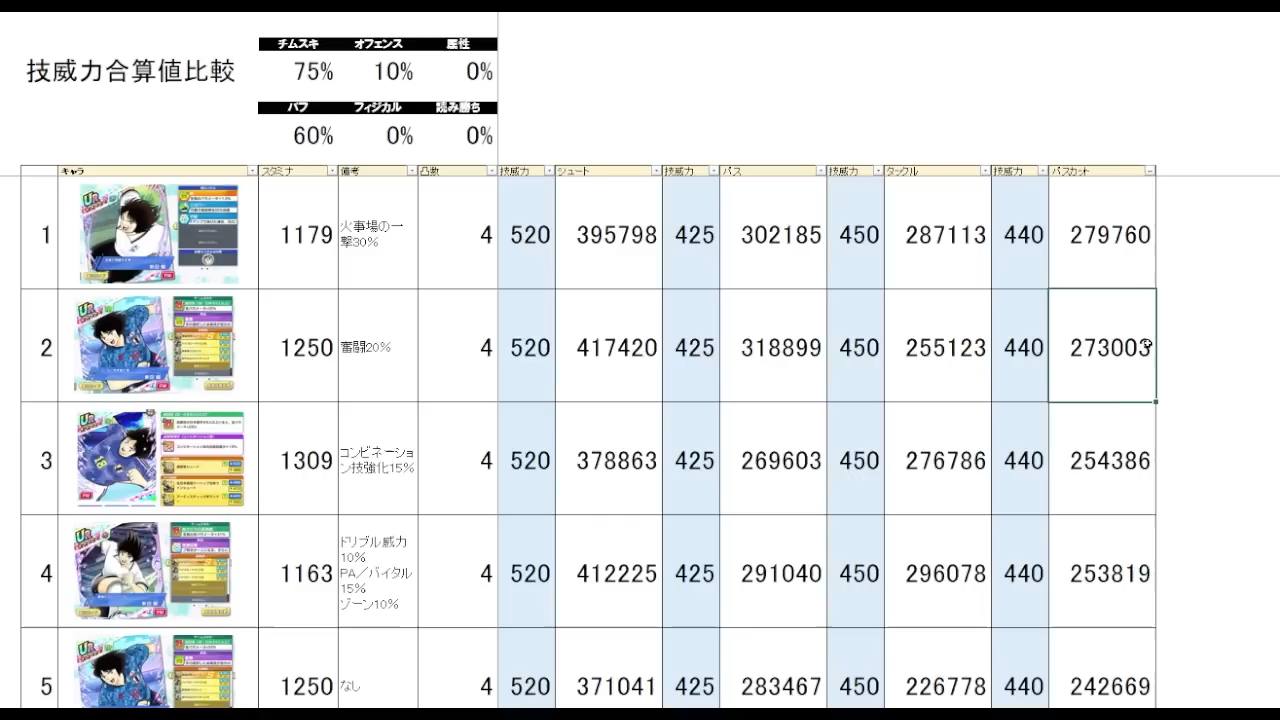 チムスキ オフェンス 属性
技威力合算値比較 75% 10% 0%
バフ フィジカル 読み勝ち
60% 0% 0%
キャラ スタミナ 備考 凸数 技威力 シュート 技威力 パス 技威力 タックル 技威力 パスカット
1 UR 1179 火事場の一撃30% 4 520 395798 425 302185 450 287113 440 279760
2 UR 1250 奮闘20% 4 520 417420 425 318899 450 255123 440 273003
3 UR 1309 コンビネーション技強化15% 4 520 378863 425 269603 450 276786 440 254386
4 UR 1163 ドリブル威力10% PA/バイタル15% ゾーン10% 4 520 412225 425 291040 450 296078 440 253819
5 UR 1250 なし 4 520 371041 425 283467 450 226778 440 242669